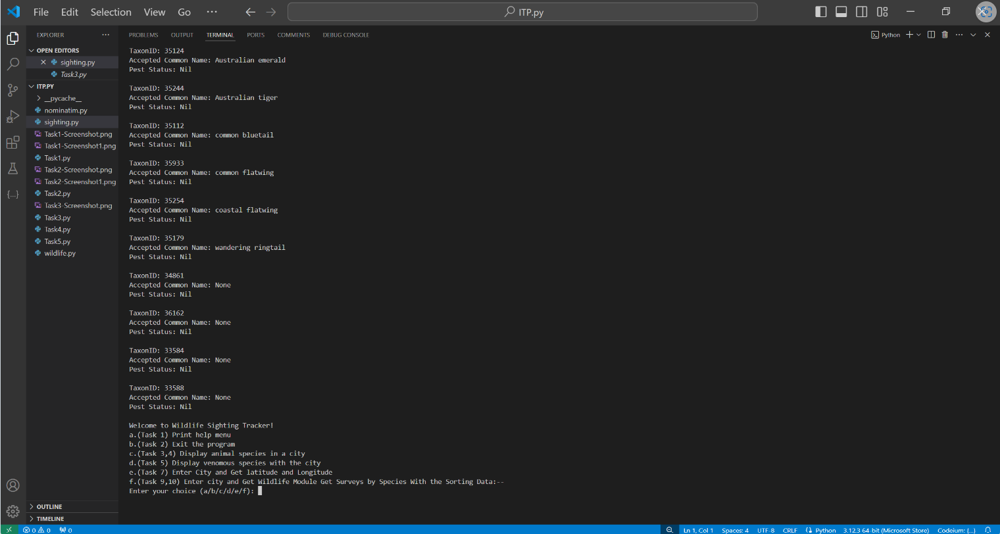 File Edit Selection View Go ... ITP.py
EXPLORER ...
OPEN EDITORS
sighting.py
Task3.py
ITP.PY
__pycache__
nominatim.py
sighting.py
Task1-Screenshot.png
Task1-Screenshot1.png
Task1.py
Task2-Screenshot.png
Task2-Screenshot1.png
Task2.py
Task3-Screenshot.png
Task3.py
Task4.py
Task5.py
wildlife.py
OUTLINE
TIMELINE
PROBLEMS OUTPUT TERMINAL PORTS COMMENTS DEBUG CONSOLE Python
TaxonID: 35124
Accepted Common Name: Australian emerald
Pest Status: Nil
TaxonID: 35244
Accepted Common Name: Australian tiger
Pest Status: Nil
TaxonID: 35112
Accepted Common Name: common bluetail
Pest Status: Nil
TaxonID: 35933
Accepted Common Name: common flatwing
Pest Status: Nil
TaxonID: 35254
Accepted Common Name: coastal flatwing
Pest Status: Nil
TaxonID: 35179
Accepted Common Name: wandering ringtail
Pest Status: Nil
TaxonID: 34861
Accepted Common Name: None
Pest Status: Nil
TaxonID: 36162
Accepted Common Name: None
Pest Status: Nil
TaxonID: 33584
Accepted Common Name: None
Pest Status: Nil
TaxonID: 33588
Accepted Common Name: None
Pest Status: Nil
Welcome to Wildlife Sighting Tracker!
a.(Task 1) Print help menu
b.(Task 2) Exit the program
c.(Task 3,4) Display animal species in a city
d.(Task 5) Display venomous species with the city
e.(Task 7) Enter City and Get latitude and Longitude
f.(Task 9,10) Enter city and Get Wildlife Module Get Surveys by Species With the Sorting Data:--
Enter your choice (a/b/c/d/e/f):
0 0 0 Ln 1, Col 1 Spaces: 4 UTF-8 CRLF Python 3.12.3 64-bit (Microsoft Store) Codeium: {...}